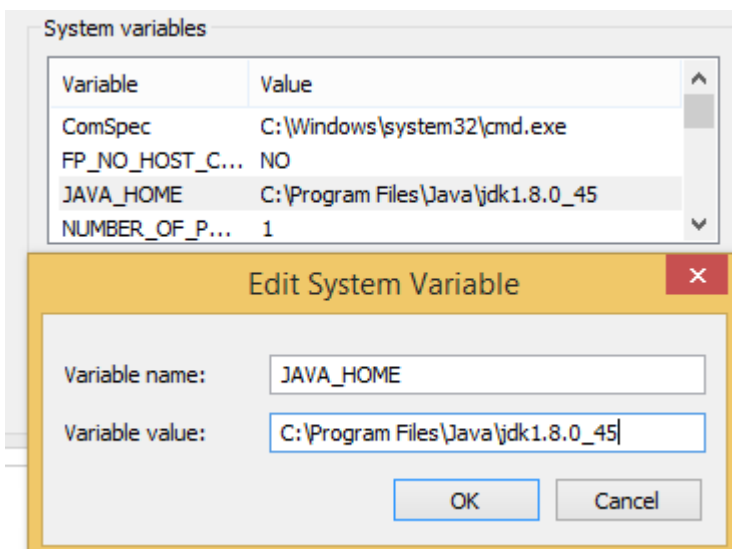 System variables
Variable Value
ComSpec C:\Windows\system32\cmd.exe
FP_NO_HOST_C... NO
JAVA_HOME C:\Program Files\Java\jdk1.8.0_45
NUMBER_OF_P... 1
Edit System Variable
Variable name: JAVA_HOME
Variable value: C:\Program Files\Java\jdk1.8.0_45
OK Cancel